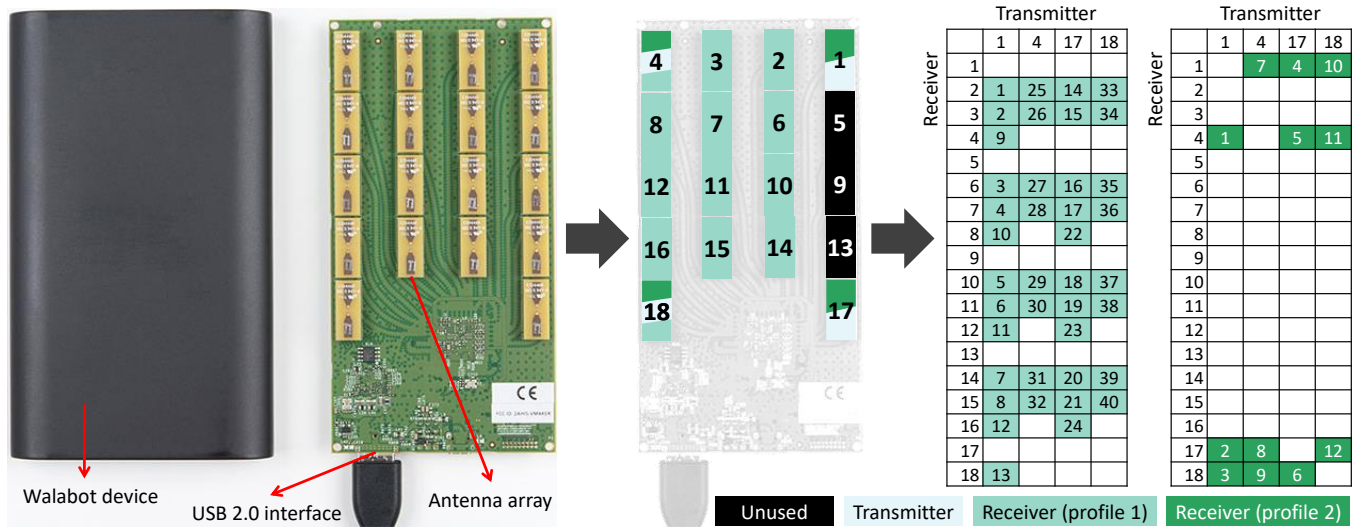 Walabot device
USB 2.0 interface
Antenna array
CE
4 3 2 1
8 7 6 5
12 11 10 9
16 15 14 13
18 17
Unused
Transmitter
Receiver (profile 1)
Receiver (profile 2)
Transmitter
Receiver
1 4 17 18
1
2 1 25 14 33
3 2 26 15 34
4 9
5
6 3 27 16 35
7 4 28 17 36
8 10 22
9
10 5 29 18 37
11 6 30 19 38
12 11 23
13
14 7 31 20 39
15 8 32 21 40
16 12 24
17
18 13
Transmitter
Receiver
1 4 17 18
1 7 4 10
2
3
4 1 5 11
5
6
7
8
9
10
11
12
13
14
15
16
17 2 8 12
18 3 9 6